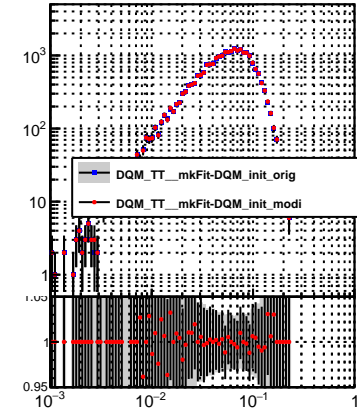 10³
10²
10
1
DQM_TT__mkFit-DQM_init_orig
DQM_TT__mkFit-DQM_init_modi
1.05
1
0.95
10⁻³ 10⁻² 10⁻¹ 1